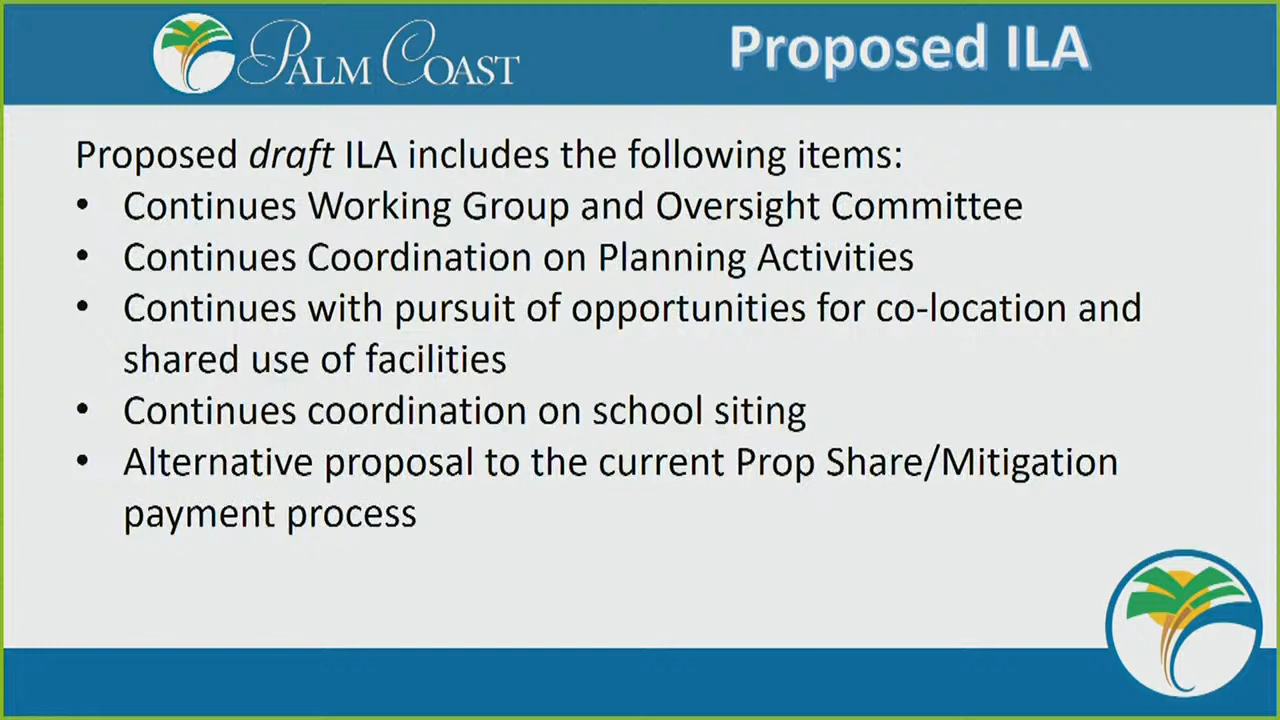 PALM COAST
Proposed ILA
Proposed draft ILA includes the following items:
• Continues Working Group and Oversight Committee
• Continues Coordination on Planning Activities
• Continues with pursuit of opportunities for co-location and
shared use of facilities
• Continues coordination on school siting
• Alternative proposal to the current Prop Share/Mitigation
payment process